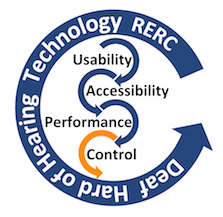 Deaf Hard of Hearing Technology RERC
Usability
Accessibility
Performance
Control